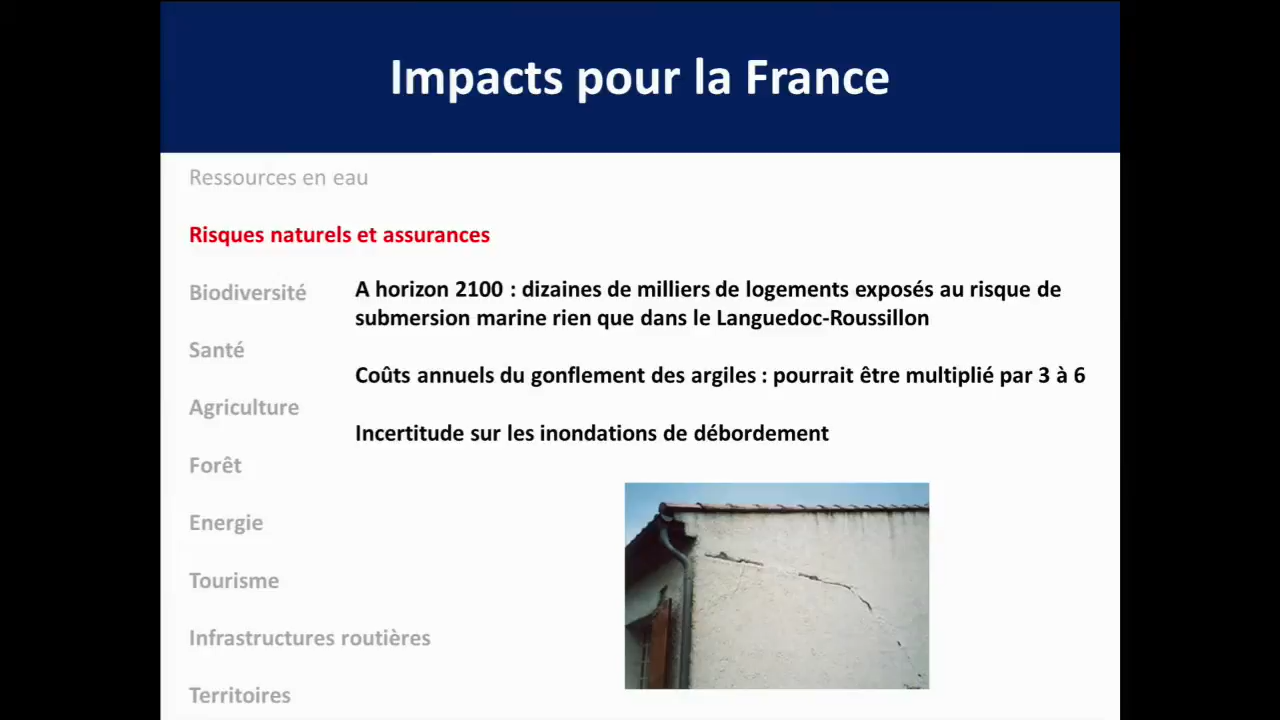 Impacts pour la France
Ressources en eau
Risques naturels et assurances
Biodiversité
A horizon 2100 : dizaines de milliers de logements exposés au risque de
submersion marine rien que dans le Languedoc-Roussillon
Santé
Coûts annuels du gonflement des argiles : pourrait être multiplié par 3 à 6
Agriculture
Incertitude sur les inondations de débordement
Forêt
Energie
Tourisme
Infrastructures routières
Territoires